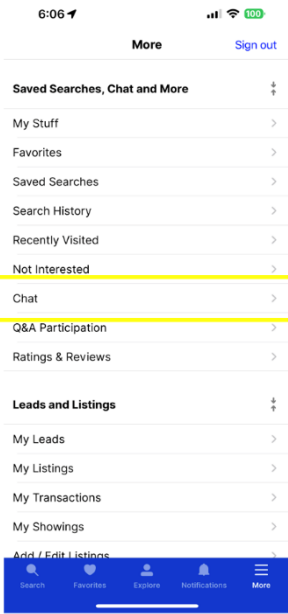 6:06
100
More
Sign out
Saved Searches, Chat and More
My Stuff
Favorites
Saved Searches
Search History
Recently Visited
Not Interested
Chat
Q&A Participation
Ratings & Reviews
Leads and Listings
My Leads
My Listings
My Transactions
My Showings
Add / Edit Listings
Search Favorites Explore Notifications More